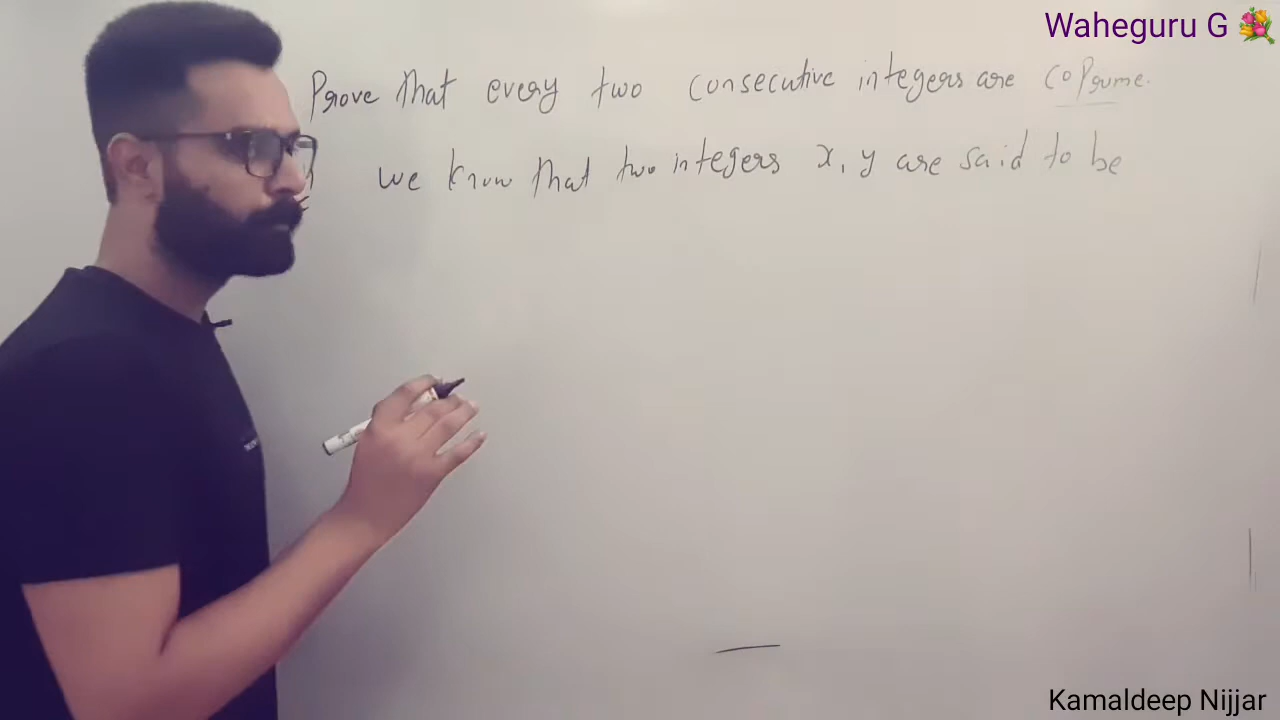 Waheguru G 💐
Prove that every two consecutive integers are coprime.
we know that two integers x, y are said to be
Kamaldeep Nijjar